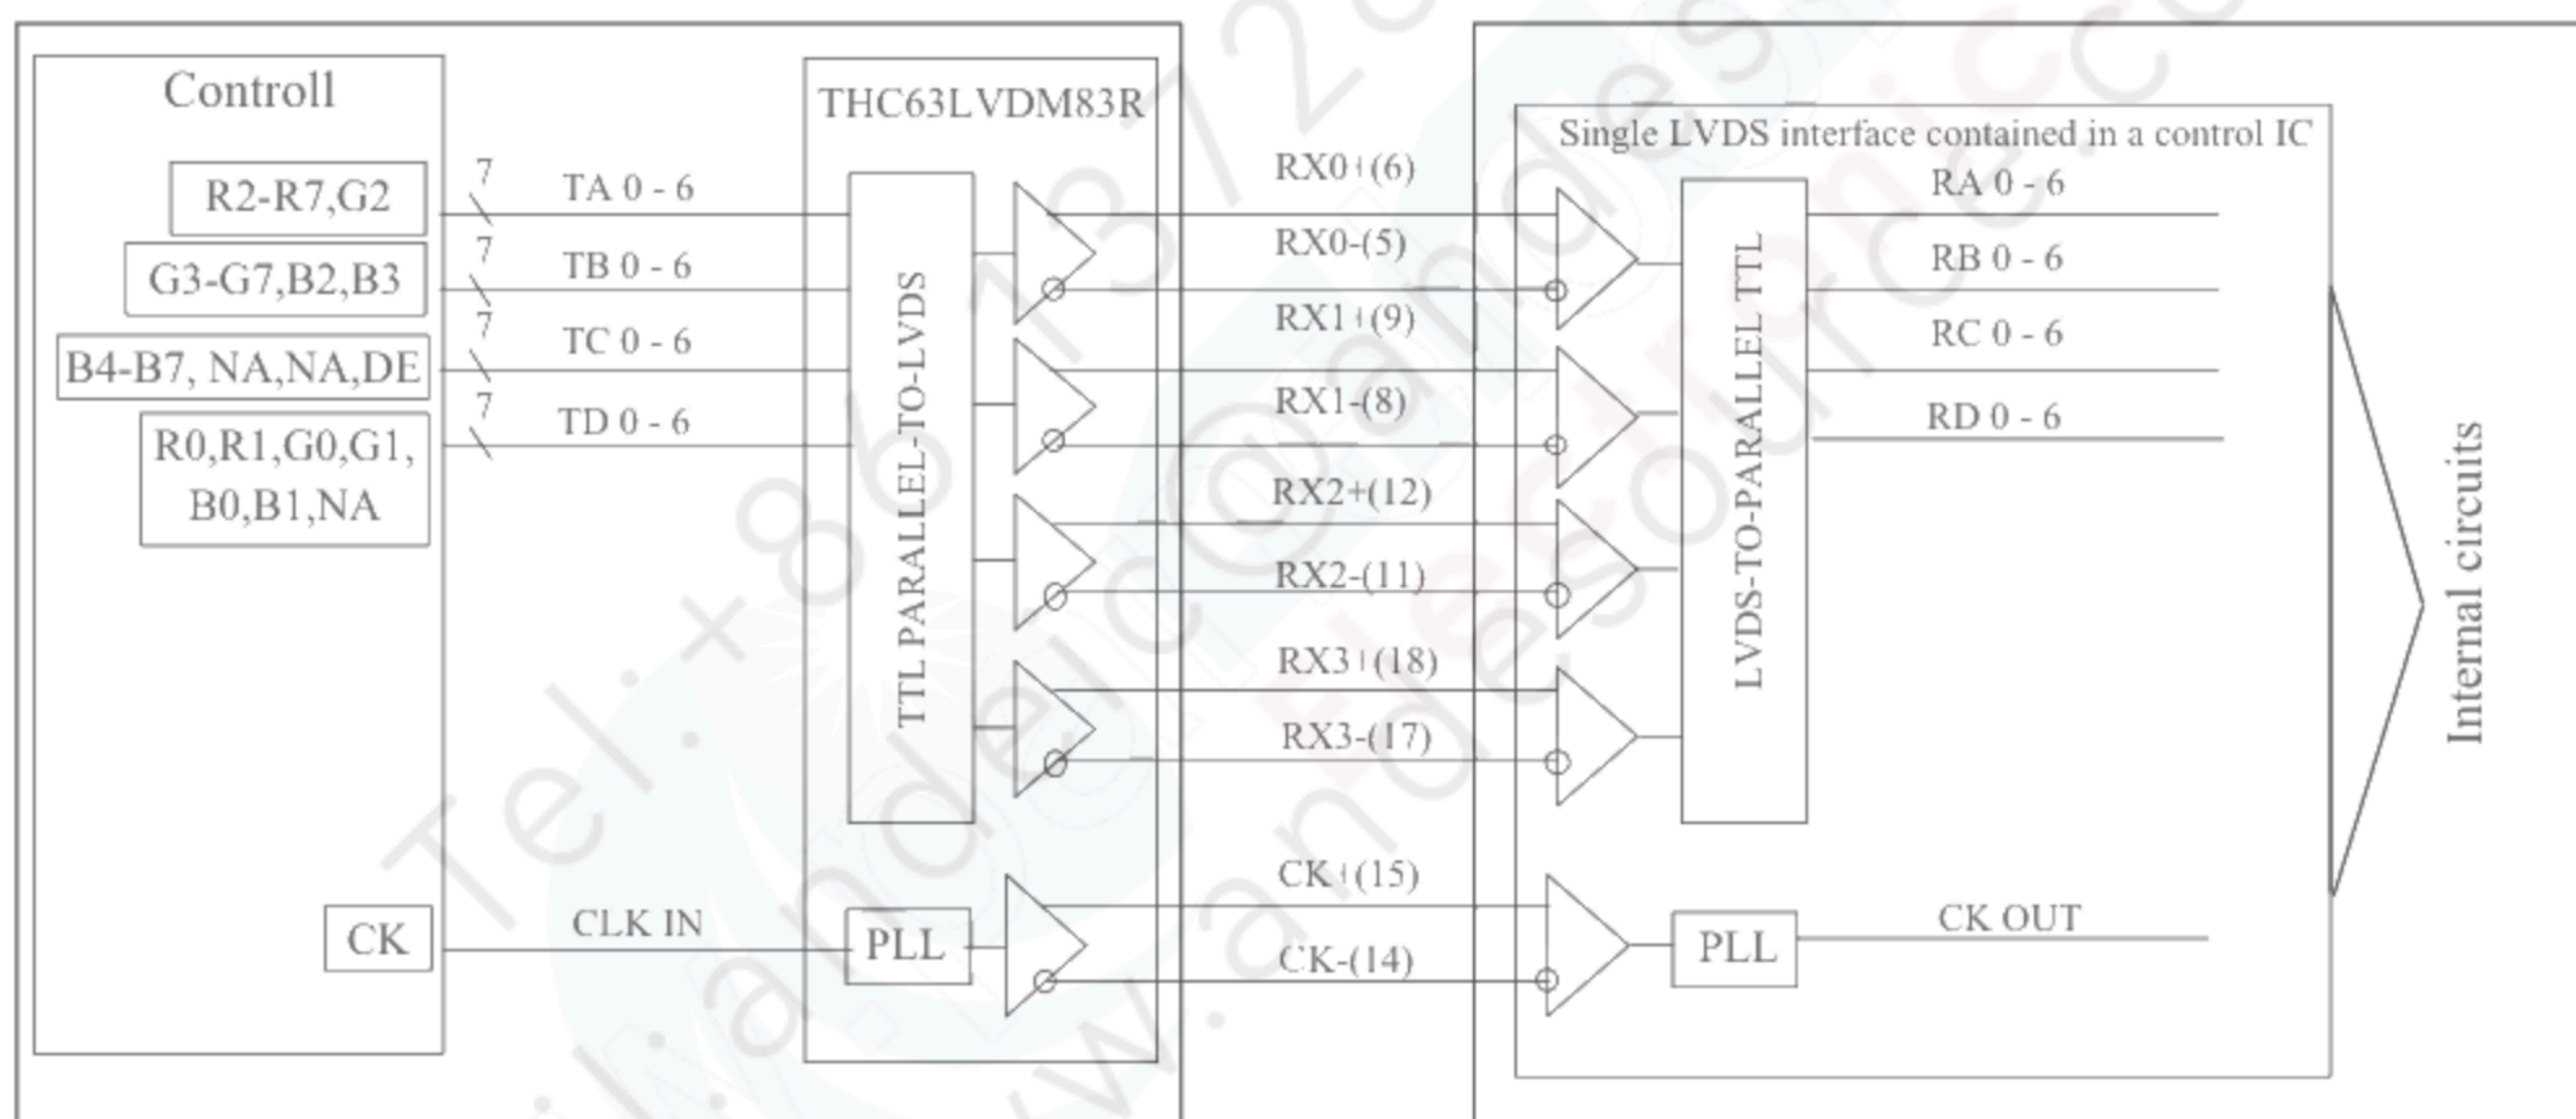 Controll
R2-R7,G2
G3-G7,B2,B3
B4-B7, NA,NA,DE
R0,R1,G0,G1,
B0,B1,NA
CK
7
TA 0 - 6
7
TB 0 - 6
7
TC 0 - 6
7
TD 0 - 6
CLK IN
THC63LVDM83R
TTL PARALLEL-TO-LVDS
PLL
RX0+(6)
RX0-(5)
RX1+(9)
RX1-(8)
RX2+(12)
RX2-(11)
RX3+(18)
RX3-(17)
CK+(15)
CK-(14)
Single LVDS interface contained in a control IC
LVDS-TO-PARALLEL TTL
RA 0 - 6
RB 0 - 6
RC 0 - 6
RD 0 - 6
PLL
CK OUT
Internal circuits